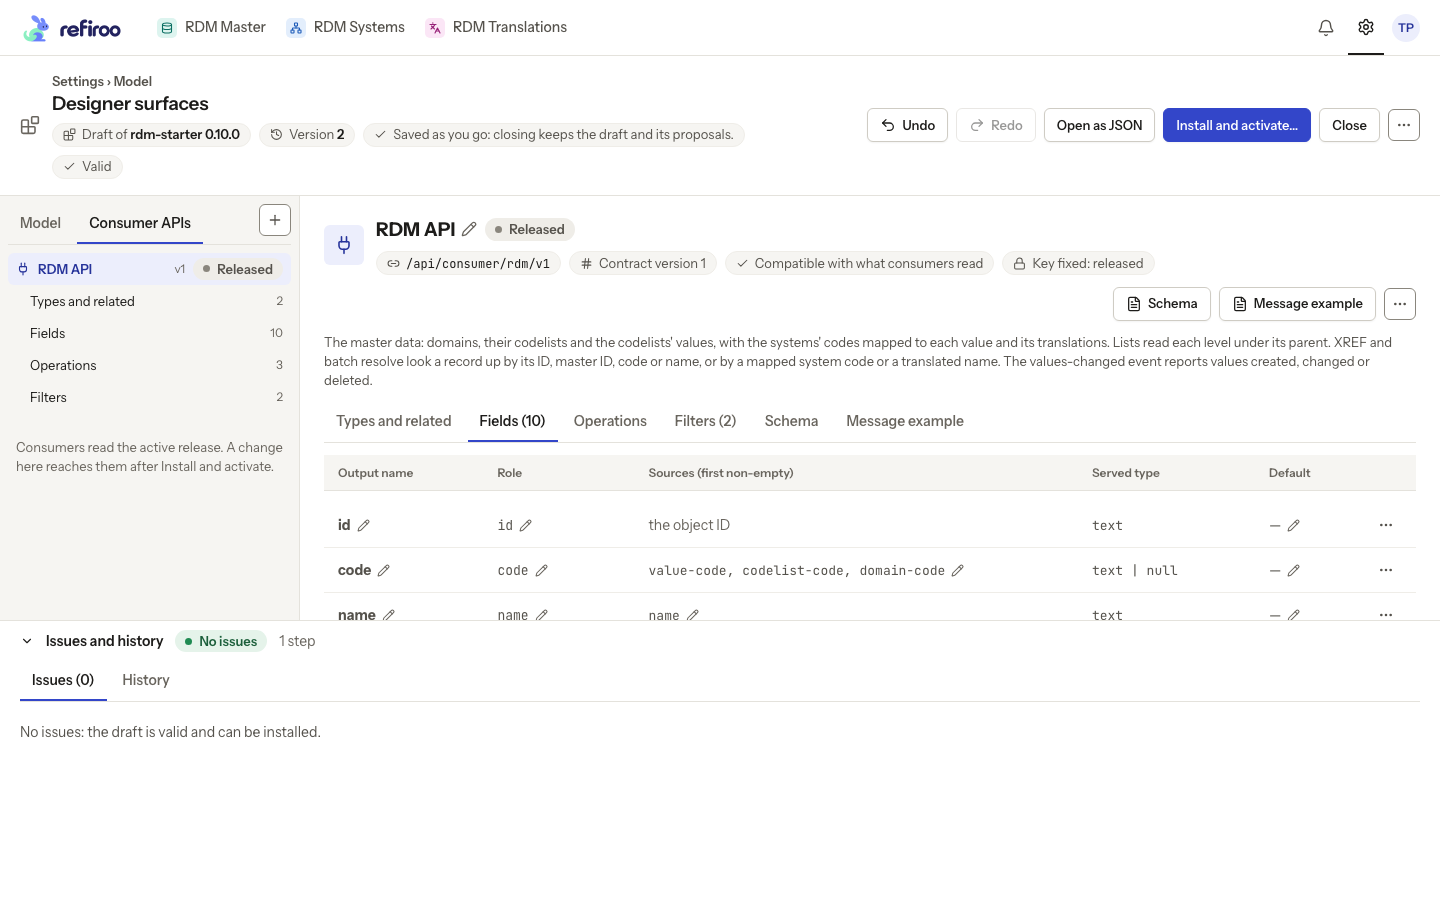 refiroo
RDM Master
RDM Systems
RDM Translations
TP
Settings › Model
Designer surfaces
Draft of rdm-starter 0.10.0
Version 2
Saved as you go: closing keeps the draft and its proposals.
Valid
Undo
Redo
Open as JSON
Install and activate...
Close
Model
Consumer APIs
RDM API v1 Released
Types and related 2
Fields 10
Operations 3
Filters 2
Consumers read the active release. A change
here reaches them after Install and activate.
RDM API
Released
/api/consumer/rdm/v1
Contract version 1
Compatible with what consumers read
Key fixed: released
Schema
Message example
The master data: domains, their codelists and the codelists' values, with the systems' codes mapped to each value and its translations. Lists read each level under its parent. XREF and
batch resolve look a record up by its ID, master ID, code or name, or by a mapped system code or a translated name. The values-changed event reports values created, changed or
deleted.
Types and related
Fields (10)
Operations
Filters (2)
Schema
Message example
Output name Role Sources (first non-empty) Served type Default
id id the object ID text —
code code value-code, codelist-code, domain-code text | null —
name name name text —
Issues and history
No issues
1 step
Issues (0)
History
No issues: the draft is valid and can be installed.